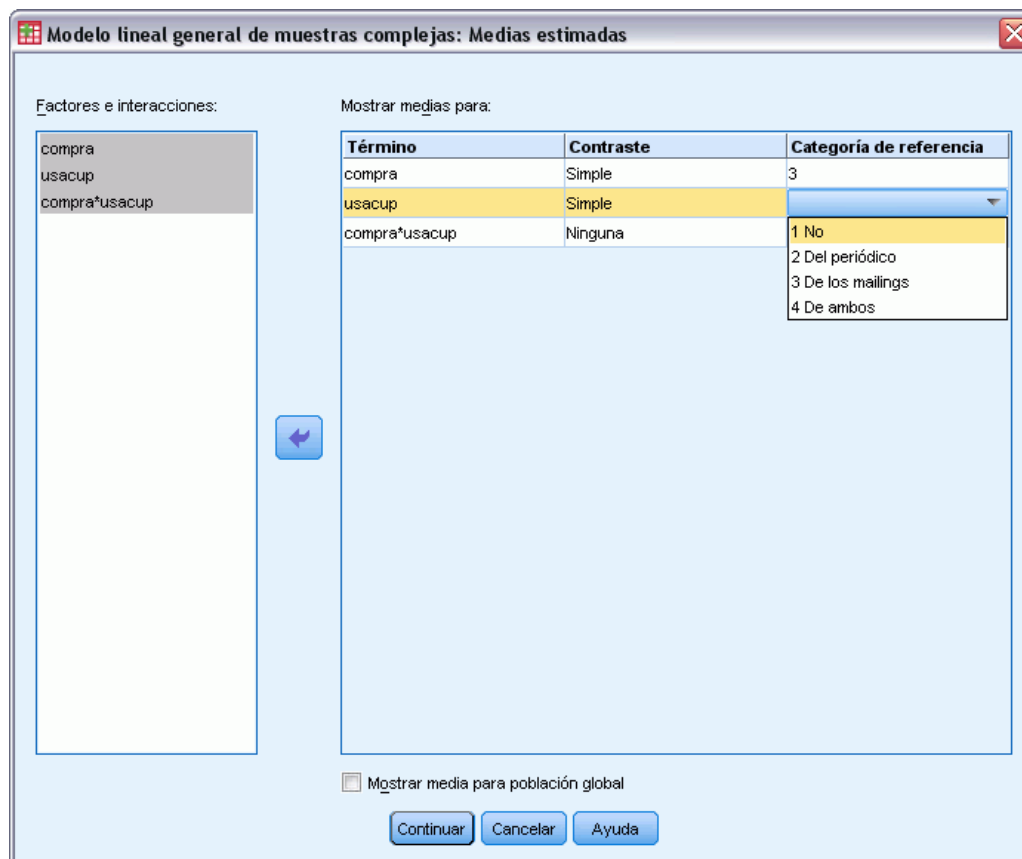 Modelo lineal general de muestras complejas: Medias estimadas
Factores e interacciones:
compra
usacup
compra*usacup
Mostrar medias para:
Término Contraste Categoría de referencia
compra Simple 3
usacup Simple
compra*usacup Ninguna
1 No
2 Del periódico
3 De los mailings
4 De ambos
Mostrar media para población global
Continuar Cancelar Ayuda